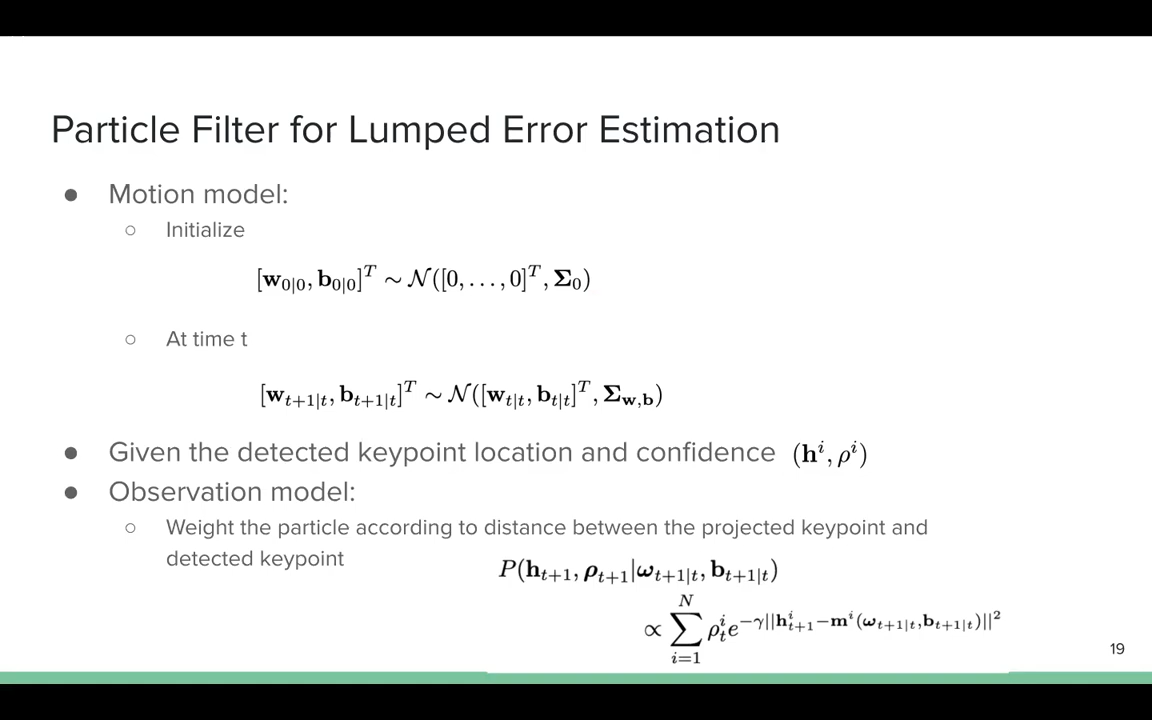 Particle Filter for Lumped Error Estimation
● Motion model:
○ Initialize
[𝐰₀|₀, 𝐛₀|₀]ᵀ ∼ 𝒩([0, . . . , 0]ᵀ, 𝚺₀)
○ At time t
[𝐰_{t+1|t}, 𝐛_{t+1|t}]ᵀ ∼ 𝒩([𝐰_{t|t}, 𝐛_{t|t}]ᵀ, 𝚺_{𝐰,𝐛})
● Given the detected keypoint location and confidence (𝐡ⁱ, ρⁱ)
● Observation model:
○ Weight the particle according to distance between the projected keypoint and
detected keypoint
P(𝐡_{t+1}, 𝛒_{t+1}|𝛚_{t+1|t}, 𝐛_{t+1|t})
∝ ∑_{i=1}^{N} ρ_t^i e^{−γ||𝐡_{t+1}^i−𝐦^i(𝛚_{t+1|t},𝐛_{t+1|t})||²}
19